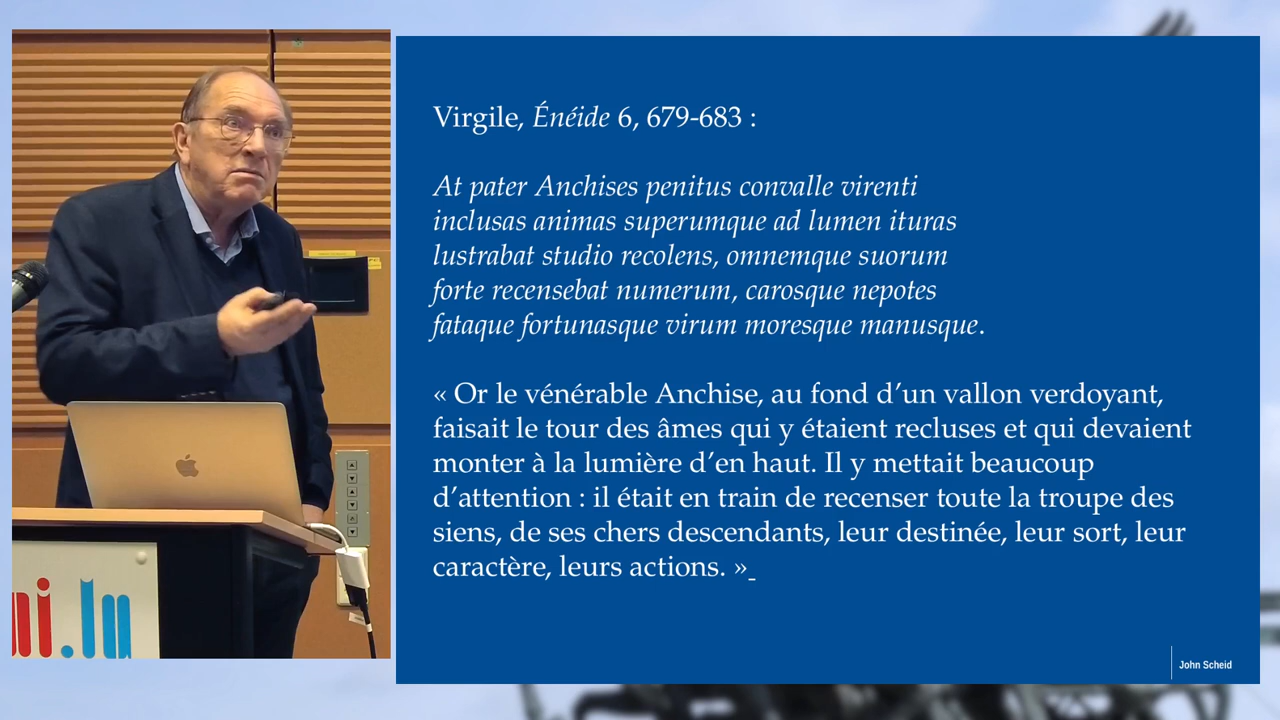 Virgile, Énéide 6, 679-683 :
At pater Anchises penitus convalle virenti
inclusas animas superumque ad lumen ituras
lustrabat studio recolens, omnemque suorum
forte recensebat numerum, carosque nepotes
fataque fortunasque virum moresque manusque.
« Or le vénérable Anchise, au fond d’un vallon verdoyant,
faisait le tour des âmes qui y étaient recluses et qui devaient
monter à la lumière d’en haut. Il y mettait beaucoup
d’attention : il était en train de recenser toute la troupe des
siens, de ses chers descendants, leur destinée, leur sort, leur
caractère, leurs actions. »
John Scheid
ni.lu